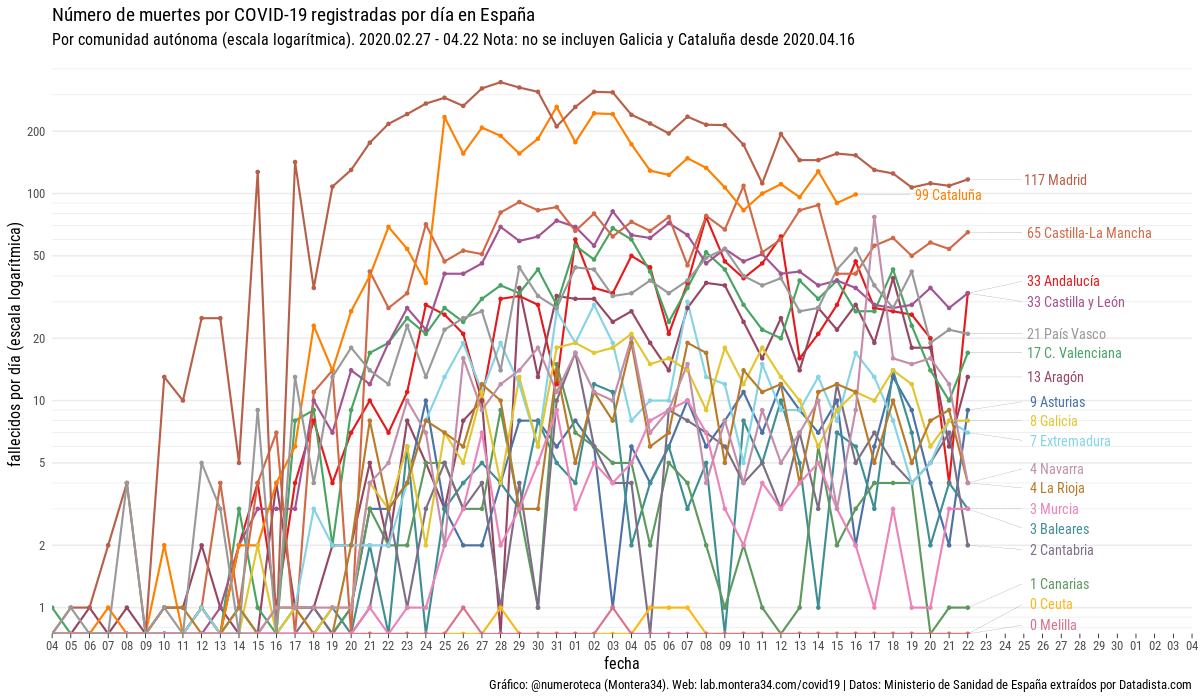 Número de muertes por COVID-19 registradas por día en España
Por comunidad autónoma (escala logarítmica). 2020.02.27 - 04.22 Nota: no se incluyen Galicia y Cataluña desde 2020.04.16
fallecidos por día (escala logarítmica)
200
100
50
20
10
5
2
1
117 Madrid
99 Cataluña
65 Castilla-La Mancha
33 Andalucía
33 Castilla y León
21 País Vasco
17 C. Valenciana
13 Aragón
9 Asturias
8 Galicia
7 Extremadura
4 Navarra
4 La Rioja
3 Murcia
3 Baleares
2 Cantabria
1 Canarias
0 Ceuta
0 Melilla
04 05 06 07 08 09 10 11 12 13 14 15 16 17 18 19 20 21 22 23 24 25 26 27 28 29 30 31 01 02 03 04 05 06 07 08 09 10 11 12 13 14 15 16 17 18 19 20 21 22 23 24 25 26 27 28 29 30 01 02 03 04
fecha
Gráfico: @numeroteca (Montera34). Web: lab.montera34.com/covid19 | Datos: Ministerio de Sanidad de España extraídos por Datadista.com